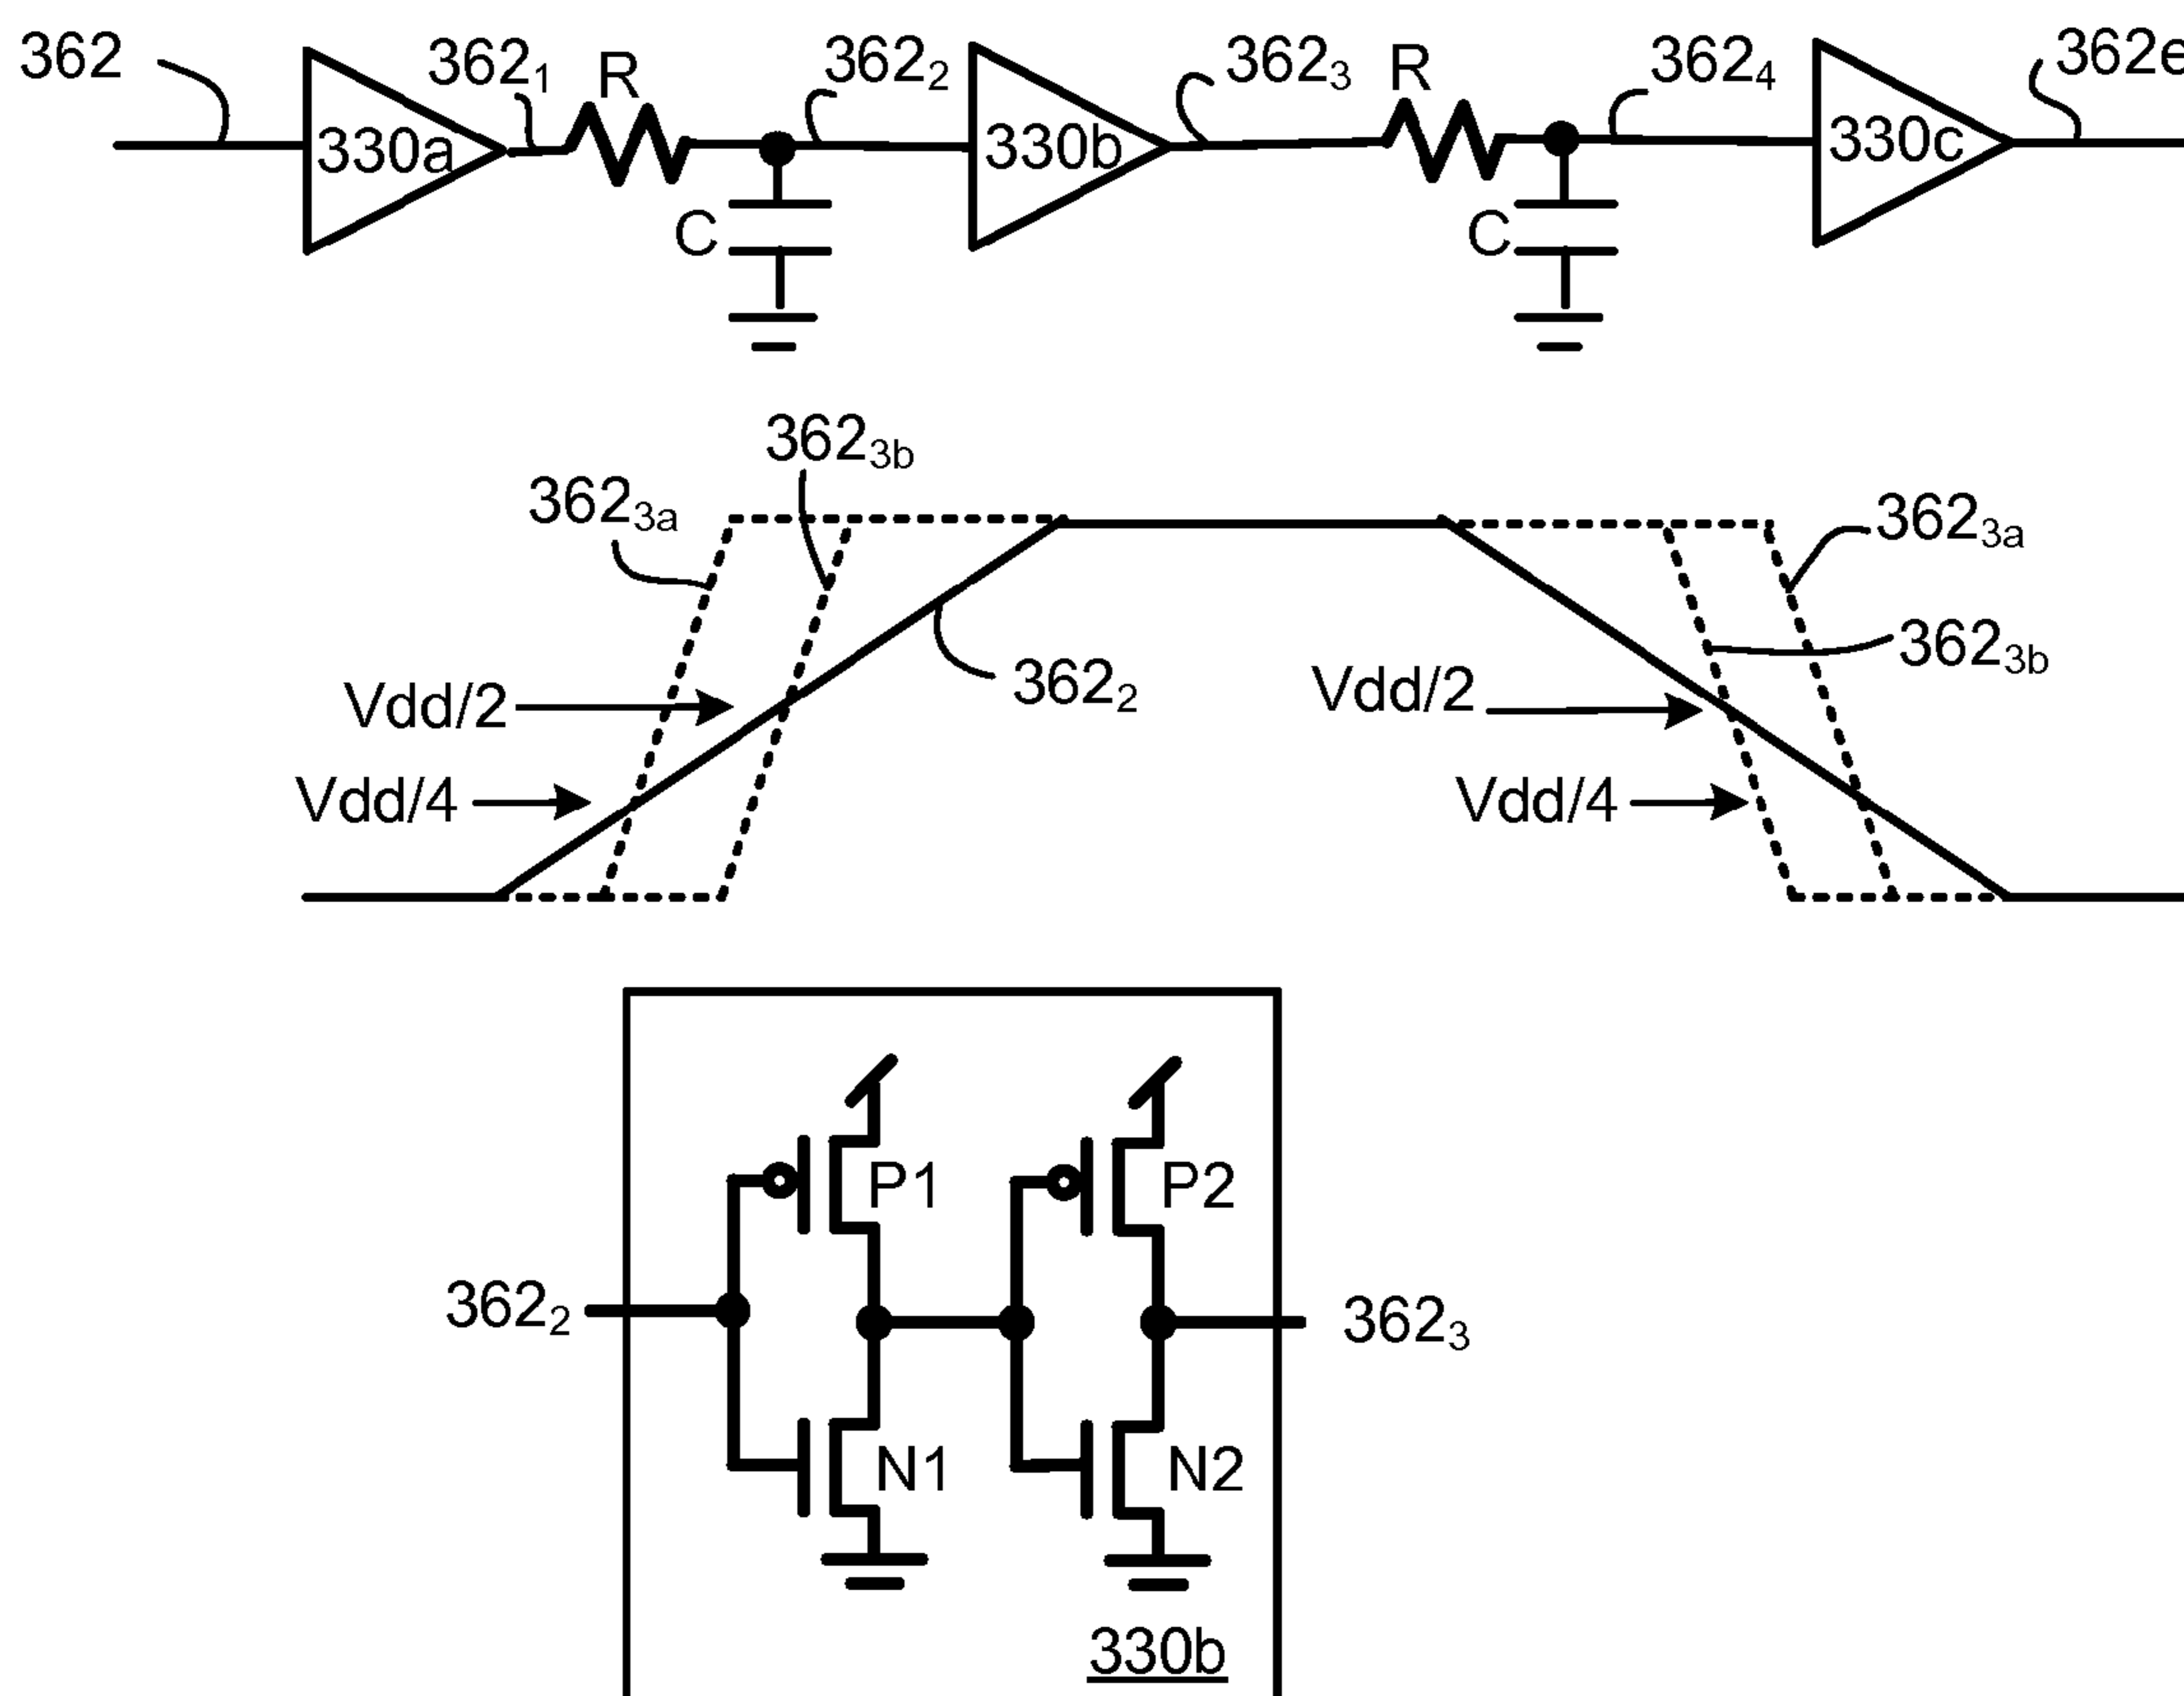 362 362₁ R 362₂ 362₃ R 362₄ 362e
330a 330b 330c
C C
362₃b
362₃a 362₃a
362₃b
Vdd/2 362₂ Vdd/2
Vdd/4 Vdd/4
P1 P2
362₂ 362₃
N1 N2
330b